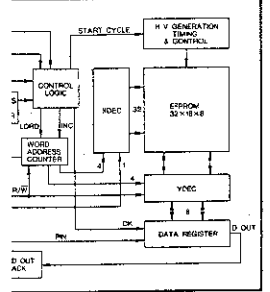 START CYCLE
H.V. GENERATION
TIMING
& CONTROL
CONTROL
LOGIC
XDEC
32
EEPROM
32×16×8
LOAD
INC
WORD
ADDRESS
COUNTER
4
1
R/W
4
YDEC
8
CK
D OUT
PIN
DATA REGISTER
D OUT
ACK